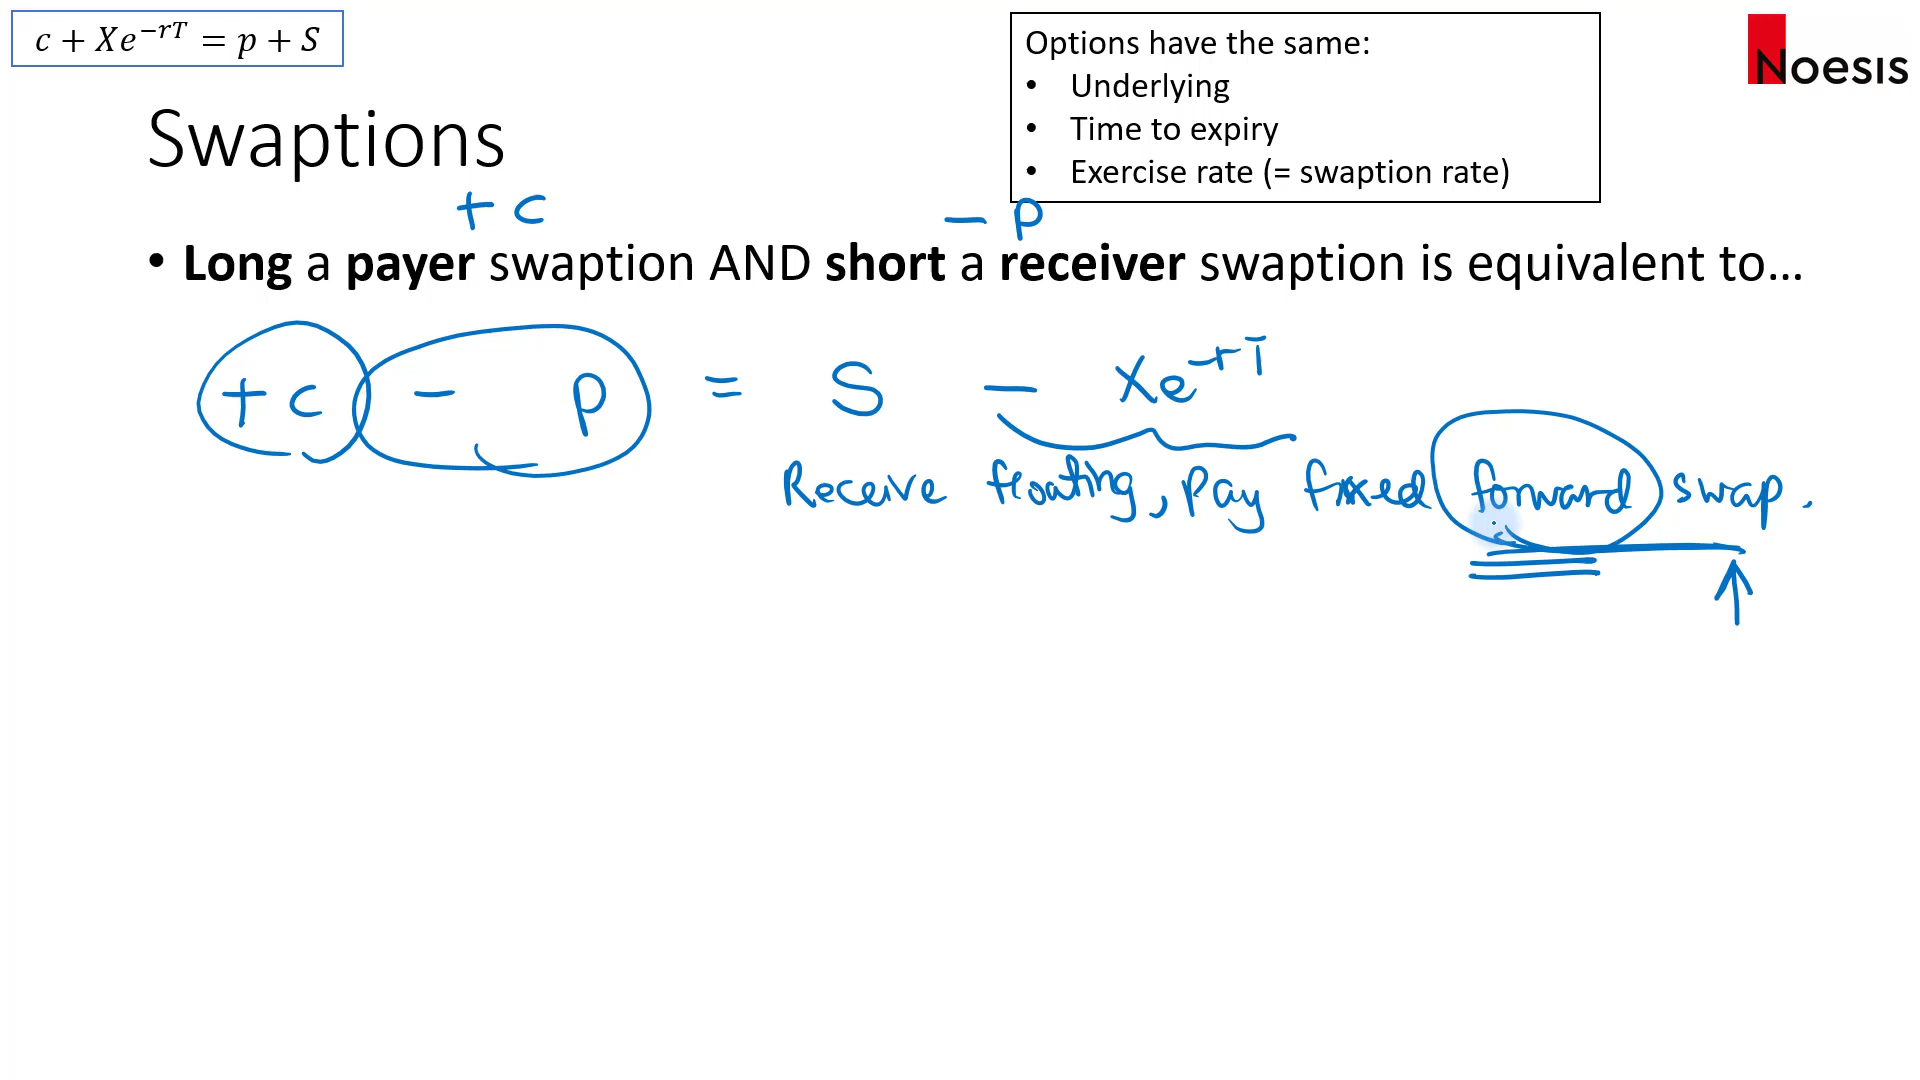 c + Xe^{-rT} = p + S
Options have the same:
• Underlying
• Time to expiry
• Exercise rate (= swaption rate)
Noesis
Swaptions
+ c − p
• Long a payer swaption AND short a receiver swaption is equivalent to…
+ c − p = S − Xe^{-rT}
Receive floating, pay fixed forward swap.